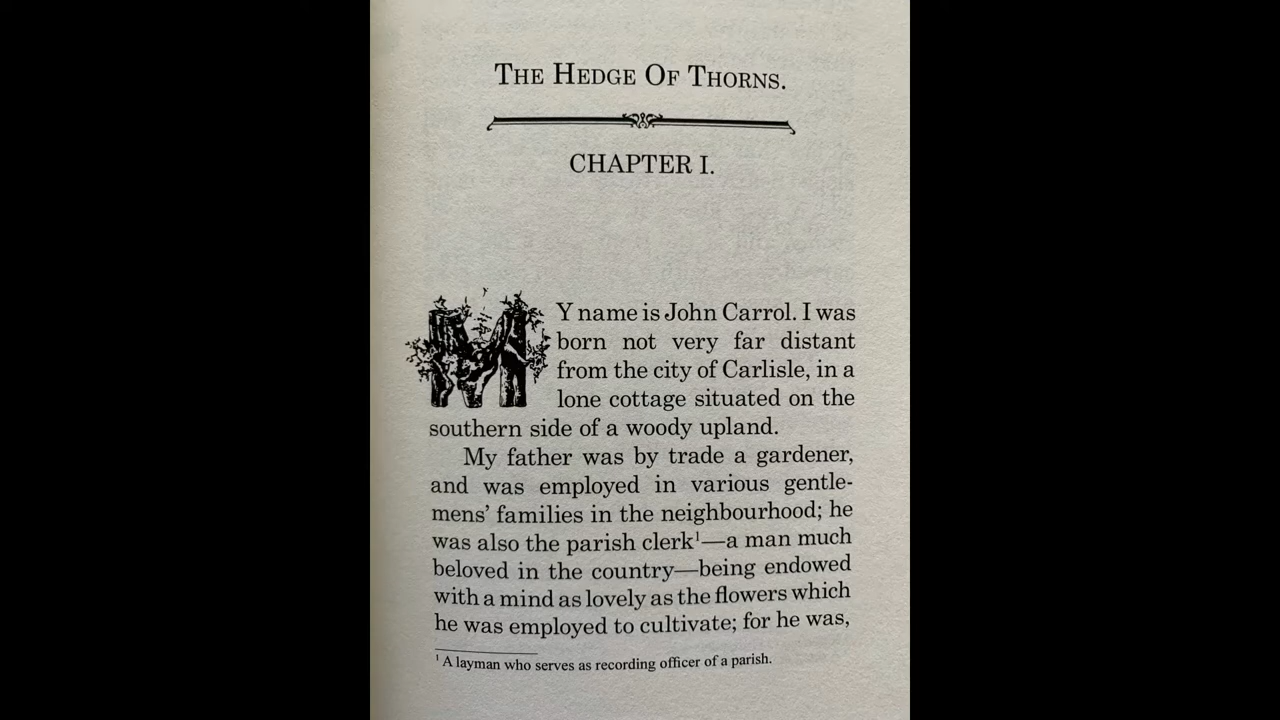 THE HEDGE OF THORNS.
CHAPTER I.
MY name is John Carrol. I was
born not very far distant
from the city of Carlisle, in a
lone cottage situated on the
southern side of a woody upland.
My father was by trade a gardener,
and was employed in various gentle-
mens’ families in the neighbourhood; he
was also the parish clerk¹—a man much
beloved in the country—being endowed
with a mind as lovely as the flowers which
he was employed to cultivate; for he was,
¹ A layman who serves as recording officer of a parish.